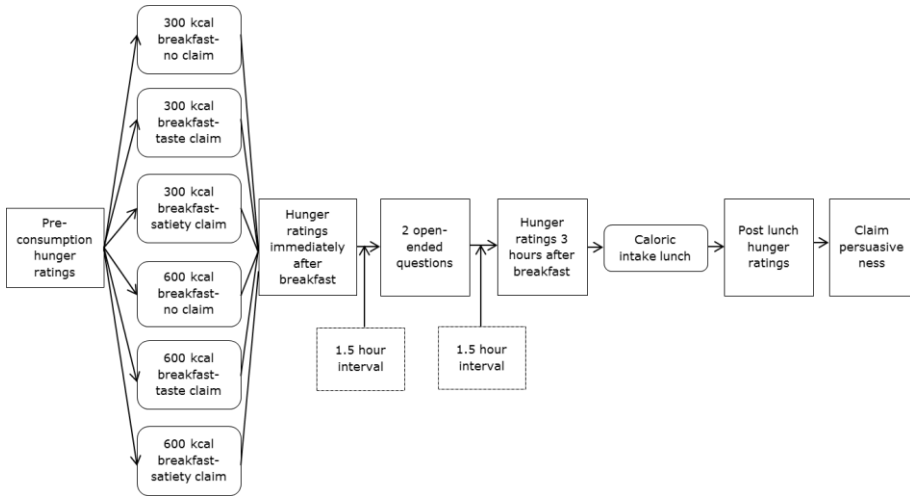 300 kcal
breakfast-
no claim
300 kcal
breakfast-
taste claim
300 kcal
breakfast-
satiety claim
Pre-
consumption
hunger
ratings
600 kcal
breakfast-
no claim
600 kcal
breakfast-
taste claim
600 kcal
breakfast-
satiety claim
Hunger
ratings
immediately
after
breakfast
1.5 hour
interval
2 open-
ended
questions
1.5 hour
interval
Hunger
ratings 3
hours after
breakfast
Caloric
intake lunch
Post lunch
hunger
ratings
Claim
persuasive
ness